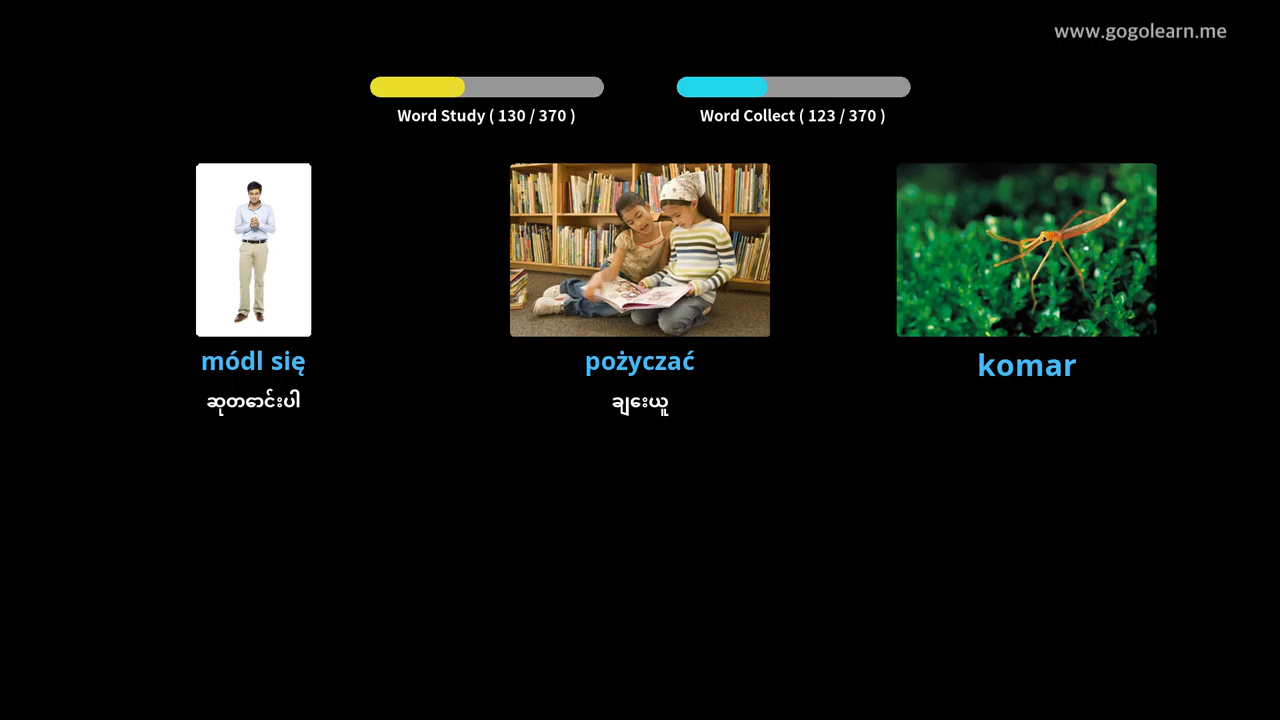 www.gogolearn.me
Word Study ( 130 / 370 )
Word Collect ( 123 / 370 )
módl się
pożyczać
komar
ဆုတောင်းပါ
ချေးယူ